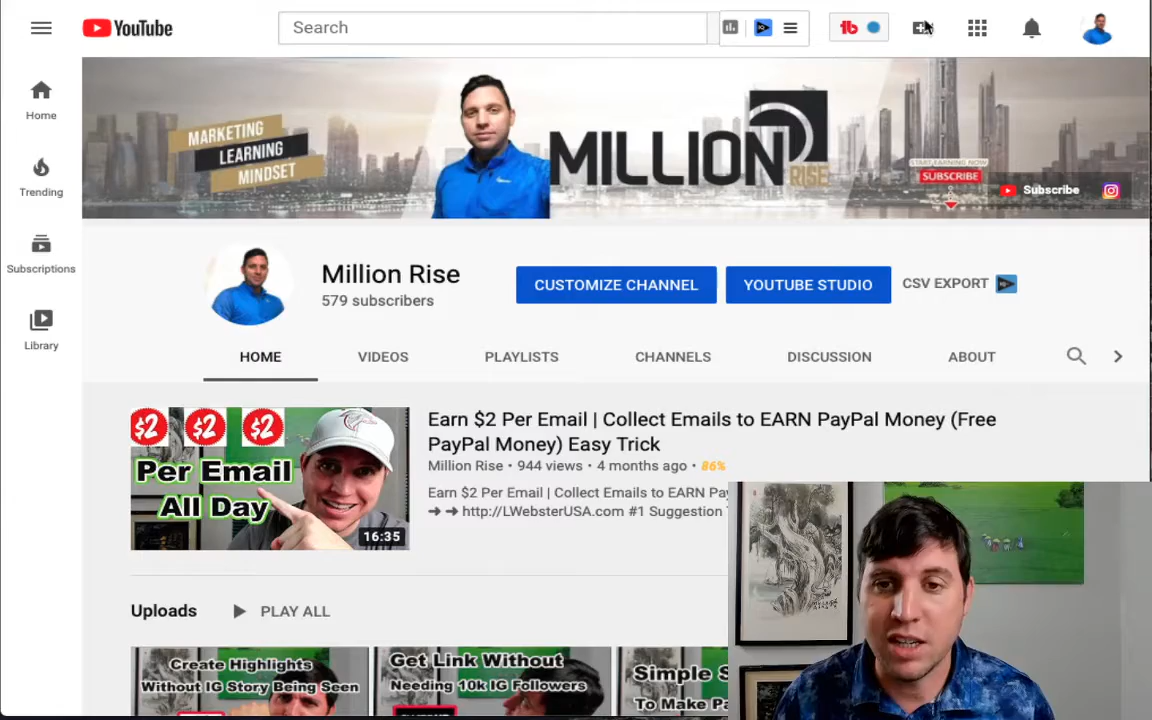 YouTube
Search
Home
Trending
Subscriptions
Library
MARKETING
LEARNING
MINDSET
MILLION
RISE
START EARNING NOW
SUBSCRIBE
Subscribe
Million Rise
579 subscribers
CUSTOMIZE CHANNEL
YOUTUBE STUDIO
CSV EXPORT
HOME
VIDEOS
PLAYLISTS
CHANNELS
DISCUSSION
ABOUT
$2 $2 $2
Per Email
All Day
16:35
Earn $2 Per Email | Collect Emails to EARN PayPal Money (Free
PayPal Money) Easy Trick
Million Rise • 944 views • 4 months ago • 86%
Earn $2 Per Email | Collect Emails to EARN Pay
➜ ➜ http://LWebsterUSA.com #1 Suggestion
Uploads
PLAY ALL
Create Highlights
Without IG Story Being Seen
Get Link Without
Needing 10k IG Followers
Simple S
To Make Pa